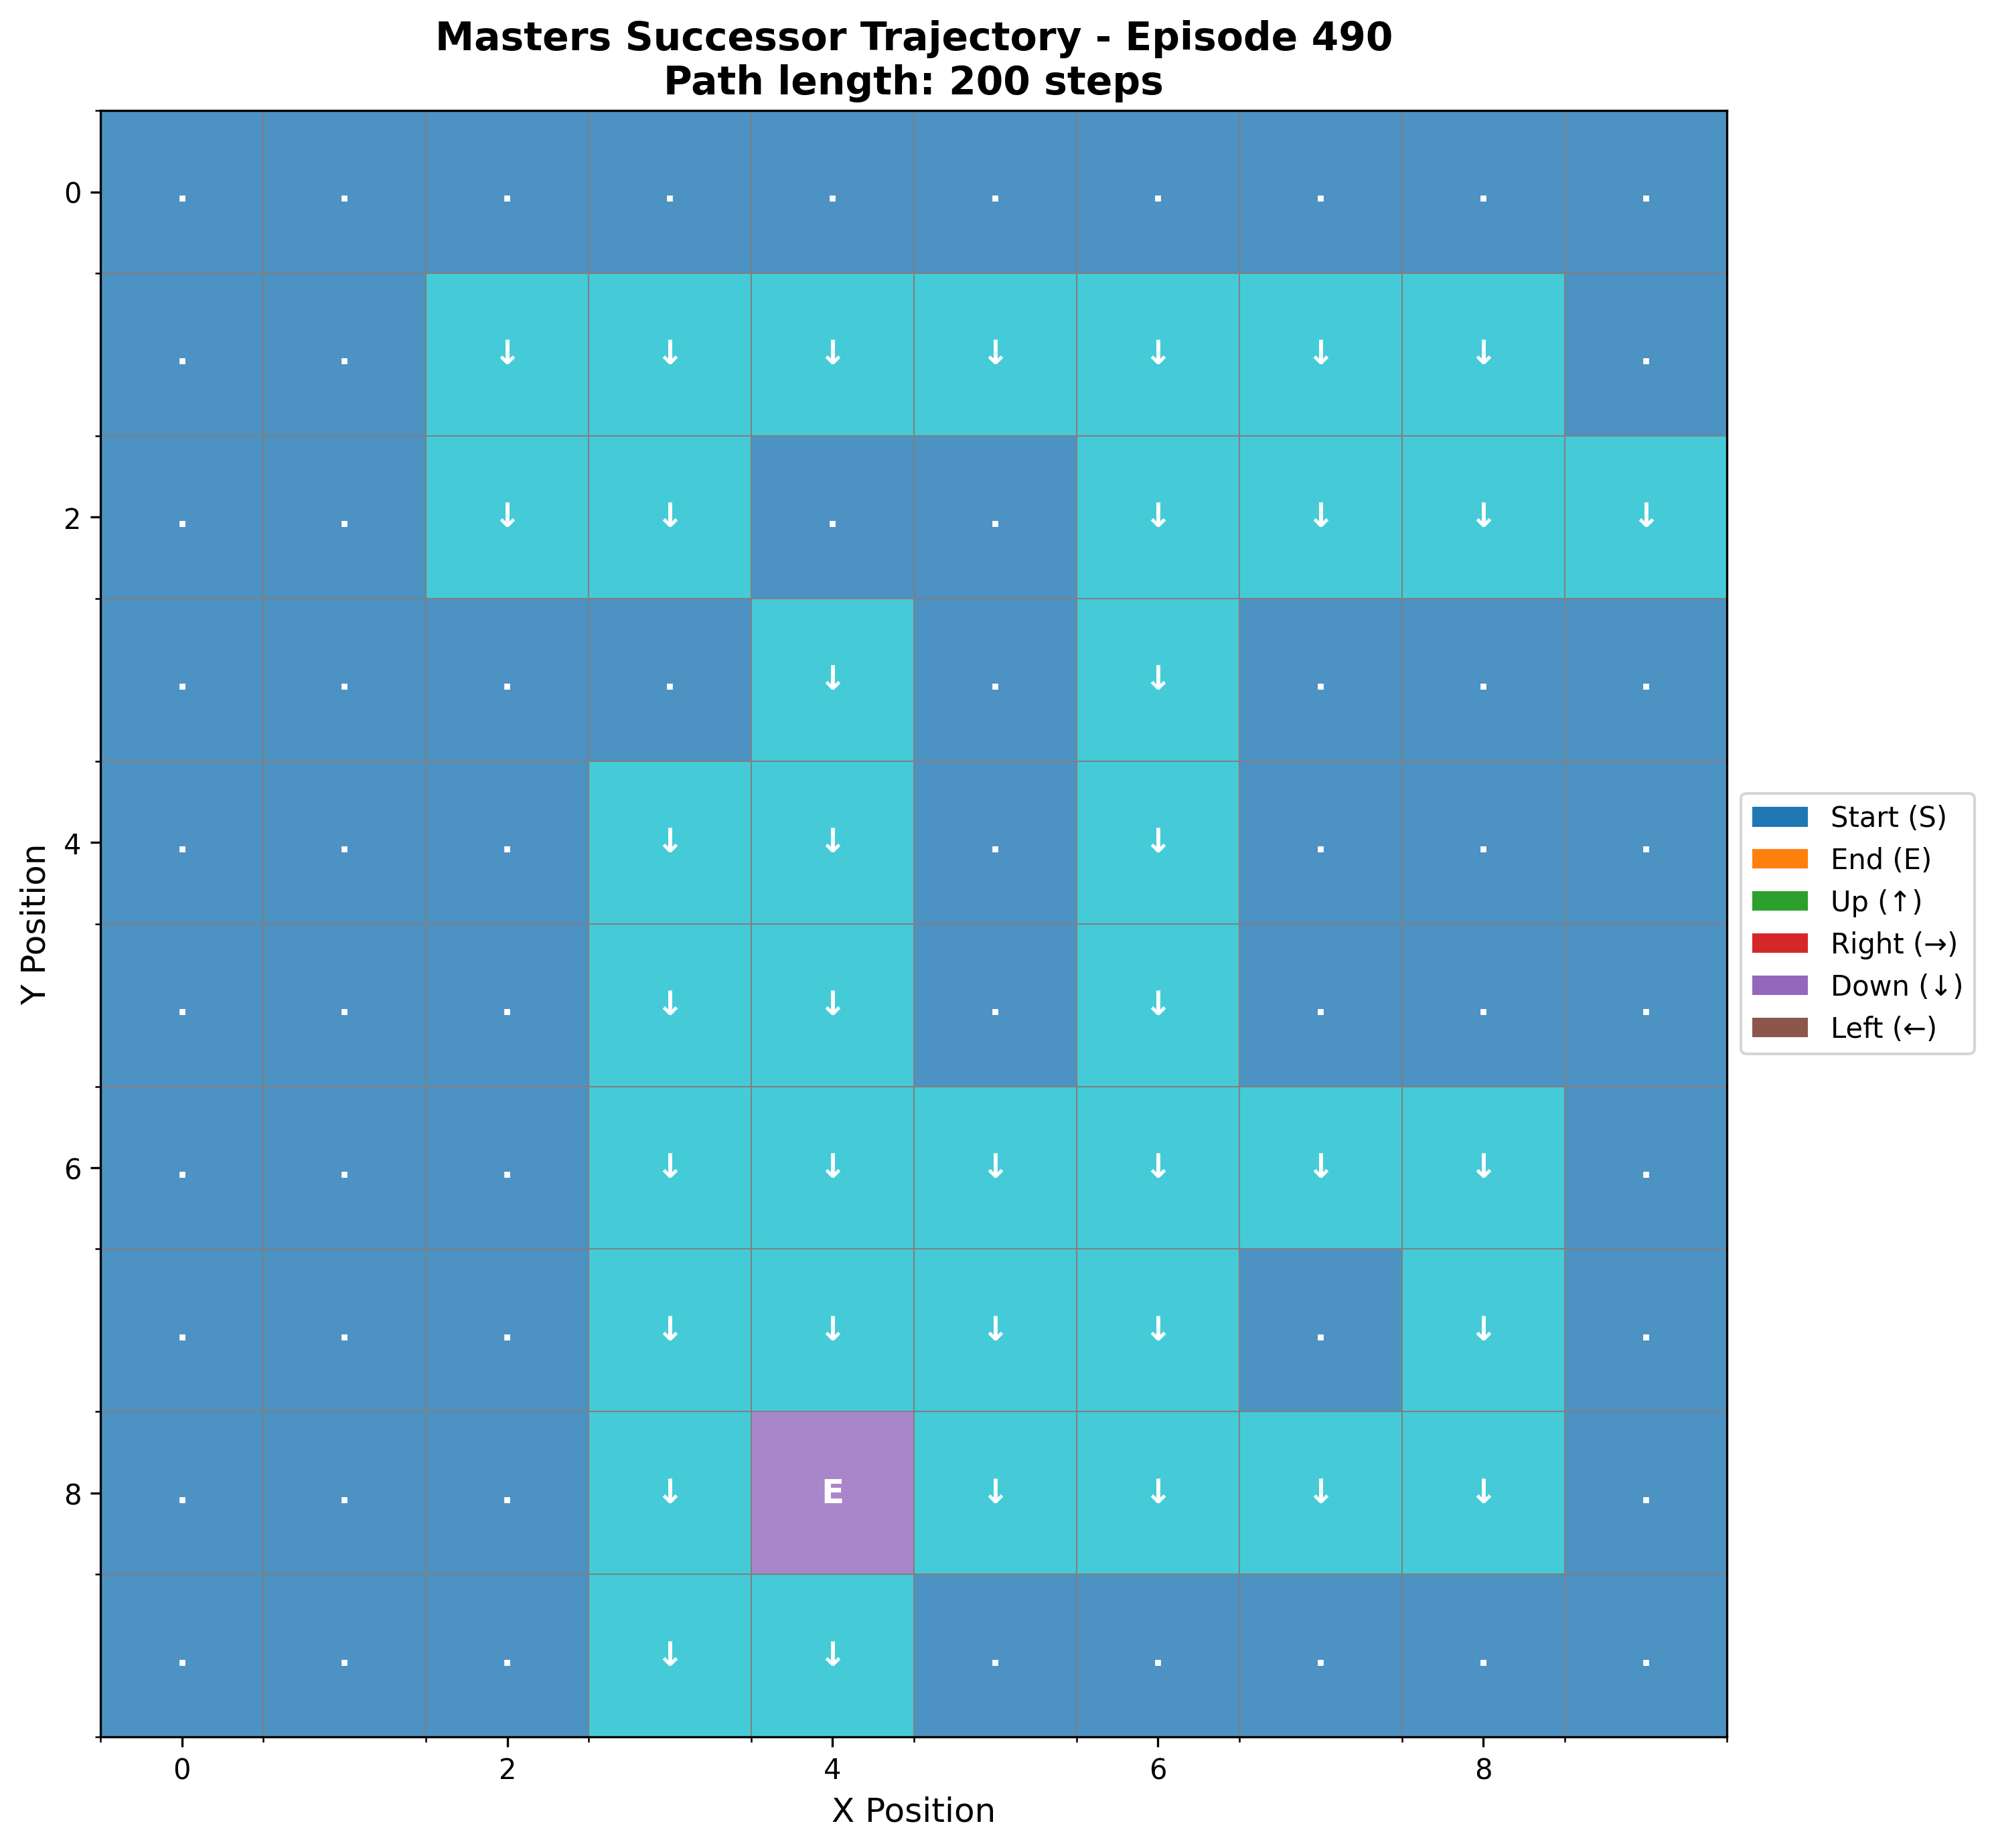 Masters Successor Trajectory - Episode 490
Path length: 200 steps
0 . . . . . . . . . .
. . ↓ ↓ ↓ ↓ ↓ ↓ ↓ .
2 . . ↓ ↓ . . ↓ ↓ ↓ ↓
. . . . ↓ . ↓ . . .
4 . . . ↓ ↓ . ↓ . . .
. . . ↓ ↓ . ↓ . . .
6 . . . ↓ ↓ ↓ ↓ ↓ ↓ .
. . . ↓ ↓ ↓ ↓ . ↓ .
8 . . . ↓ E ↓ ↓ ↓ ↓ .
. . . ↓ ↓ . . . . .
0 2 4 6 8
X Position
Y Position
Start (S)
End (E)
Up (↑)
Right (→)
Down (↓)
Left (←)